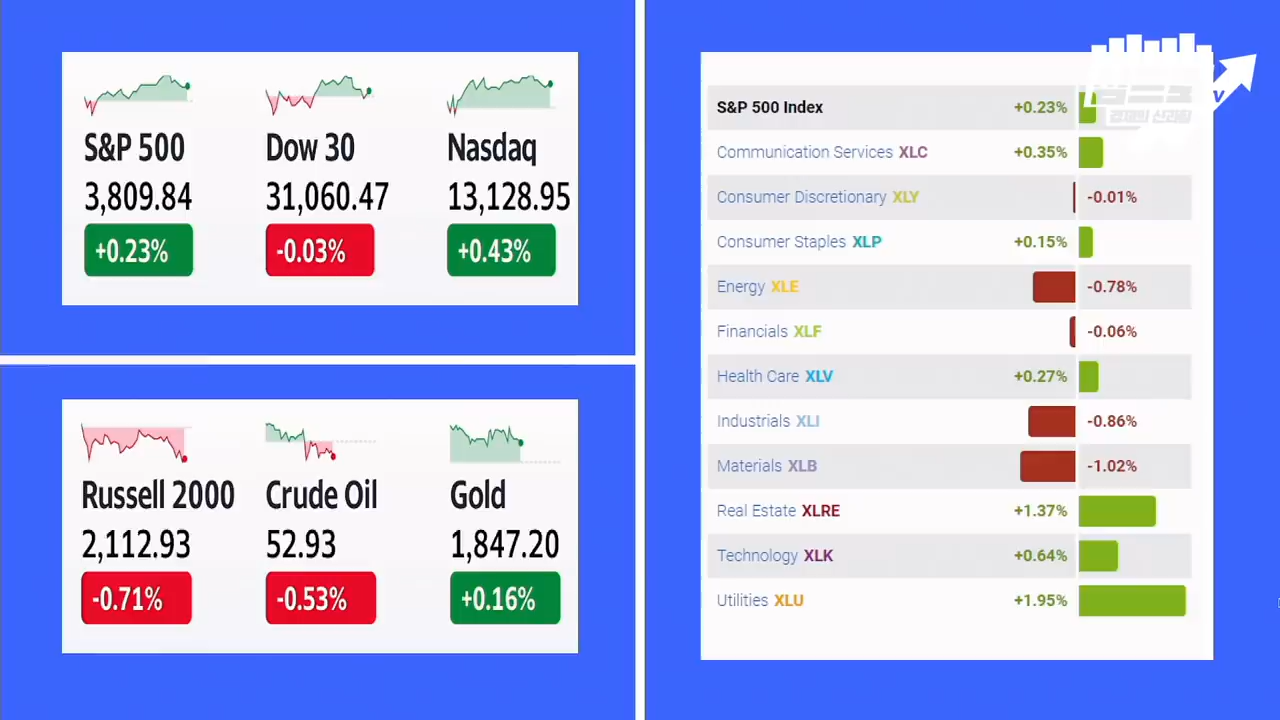 S&P 500
3,809.84
+0.23%
Dow 30
31,060.47
-0.03%
Nasdaq
13,128.95
+0.43%
Russell 2000
2,112.93
-0.71%
Crude Oil
52.93
-0.53%
Gold
1,847.20
+0.16%
S&P 500 Index +0.23%
Communication Services XLC +0.35%
Consumer Discretionary XLY -0.01%
Consumer Staples XLP +0.15%
Energy XLE -0.78%
Financials XLF -0.06%
Health Care XLV +0.27%
Industrials XLI -0.86%
Materials XLB -1.02%
Real Estate XLRE +1.37%
Technology XLK +0.64%
Utilities XLU +1.95%